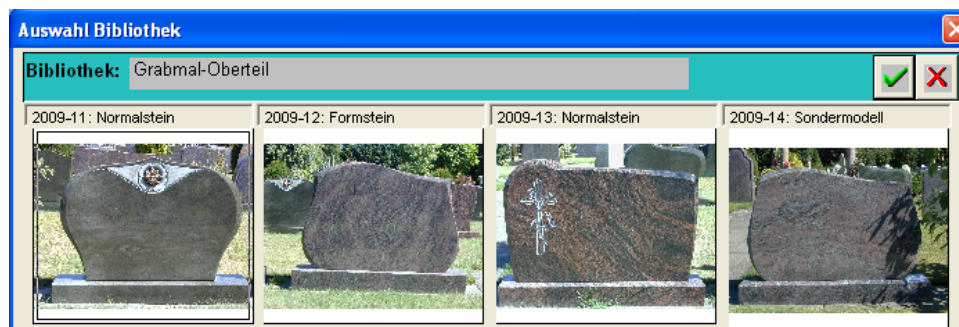 Auswahl Bibliothek
Bibliothek: Grabmal-Oberteil
2009-11: Normalstein
2009-12: Formstein
2009-13: Normalstein
2009-14: Sondermodell